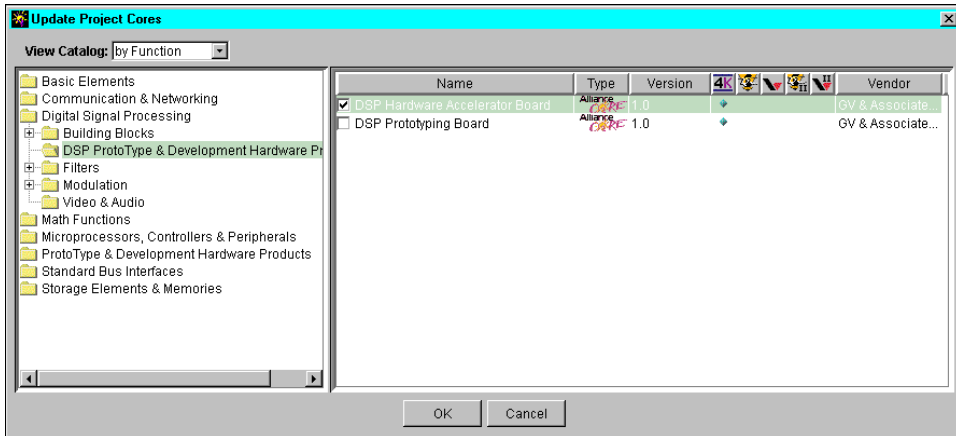 Update Project Cores
View Catalog: by Function
Basic Elements
Communication & Networking
Digital Signal Processing
Building Blocks
DSP ProtoType & Development Hardware Pr
Filters
Modulation
Video & Audio
Math Functions
Microprocessors, Controllers & Peripherals
ProtoType & Development Hardware Products
Standard Bus Interfaces
Storage Elements & Memories
Name Type Version 4K II II Vendor
DSP Hardware Accelerator Board Alliance CORE 1.0 GV & Associate...
DSP Prototyping Board Alliance CORE 1.0 GV & Associate...
OK Cancel